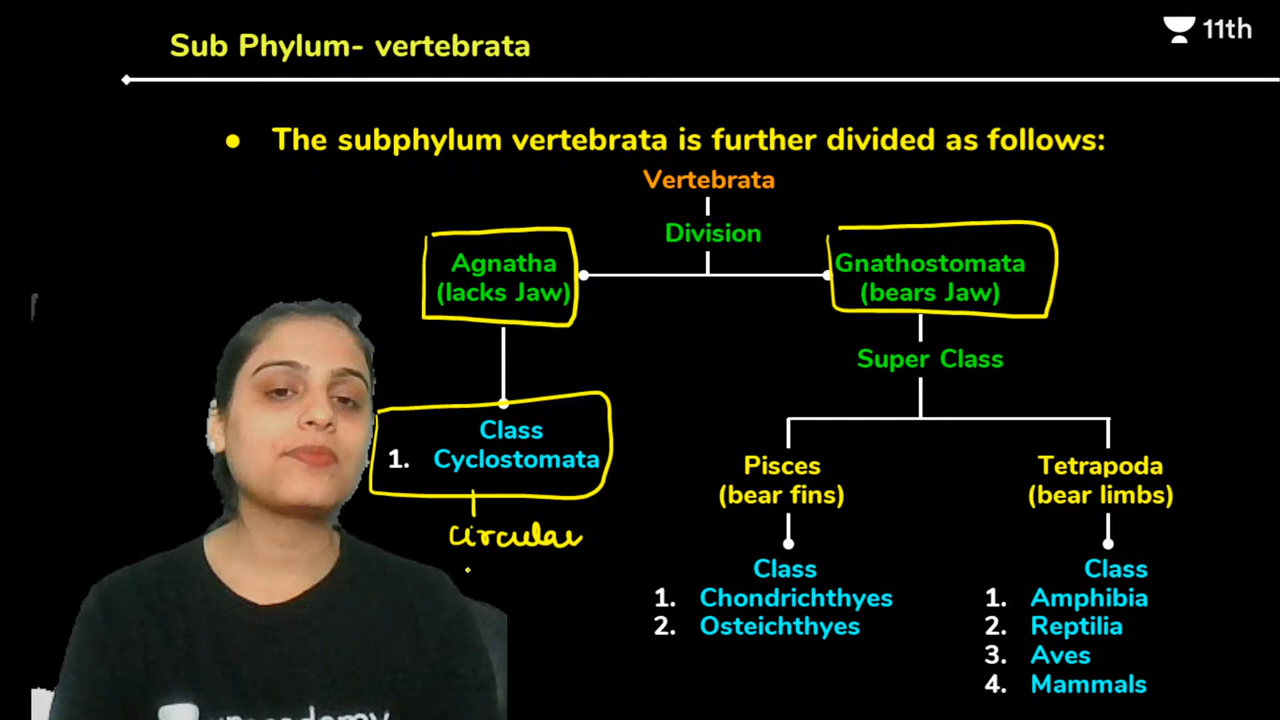 Sub Phylum- vertebrata
11th
● The subphylum vertebrata is further divided as follows:
Vertebrata
Division
Agnatha
(lacks Jaw)
Gnathostomata
(bears Jaw)
Super Class
Class
1. Cyclostomata
circular
Pisces
(bear fins)
Tetrapoda
(bear limbs)
Class
1. Chondrichthyes
2. Osteichthyes
Class
1. Amphibia
2. Reptilia
3. Aves
4. Mammals